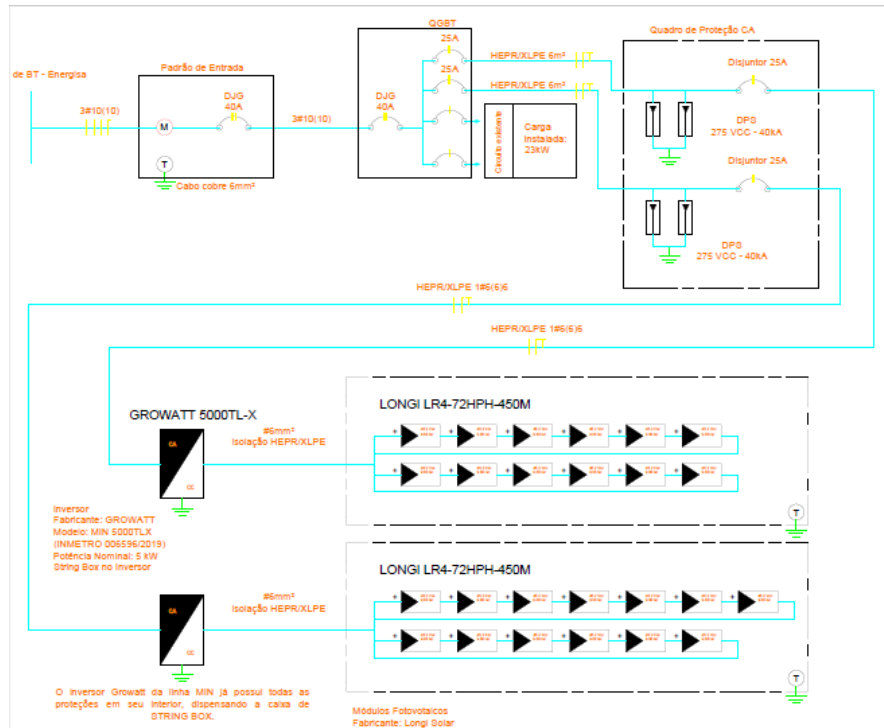 QGBT
25A
HEPR/XLPE 6m²
Quadro de Proteção CA
Disjuntor 25A
de BT - Energisa
Padrão de Entrada
25A
HEPR/XLPE 6m²
3#10(10)
DJG
40A
M
3#10(10)
DJG
40A
Circuito existente
Carga
Instalada:
23kW
DPS
275 VCC - 40kA
T
Cabo cobre 6mm²
Disjuntor 25A
DPS
275 VCC - 40kA
HEPR/XLPE 1#6(6)6
HEPR/XLPE 1#6(6)6
GROWATT 5000TL-X
LONGI LR4-72HPH-450M
#6mm²
Isolação HEPR/XLPE
CA
CC
T
Inversor
Fabricante: GROWATT
Modelo: MIN 5000TLX
(INMETRO 006596/2019)
Potência Nominal: 5 kW
String Box no Inversor
LONGI LR4-72HPH-450M
#6mm²
Isolação HEPR/XLPE
CA
CC
T
O Inversor Growatt da linha MIN já possui todas as
proteções em seu interior, dispensando a caixa de
STRING BOX.
Módulos Fotovotaicos
Fabricante: Longi Solar